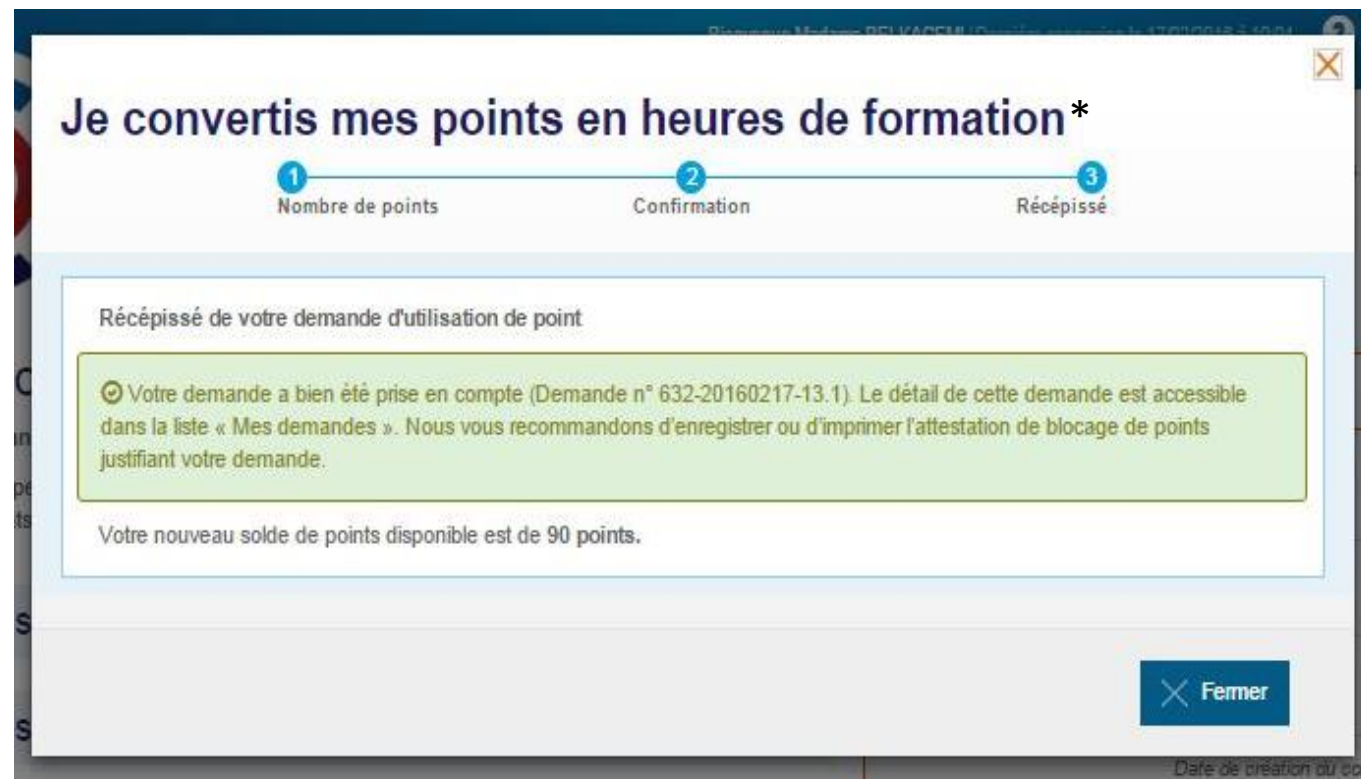 Je convertis mes points en heures de formation*
1
2
3
Nombre de points
Confirmation
Récépissé
Récépissé de votre demande d'utilisation de point
Votre demande a bien été prise en compte (Demande n° 632-20160217-13.1). Le détail de cette demande est accessible
dans la liste « Mes demandes ». Nous vous recommandons d'enregistrer ou d'imprimer l'attestation de blocage de points
justifiant votre demande.
Votre nouveau solde de points disponible est de 90 points.
Fermer
Date de création du